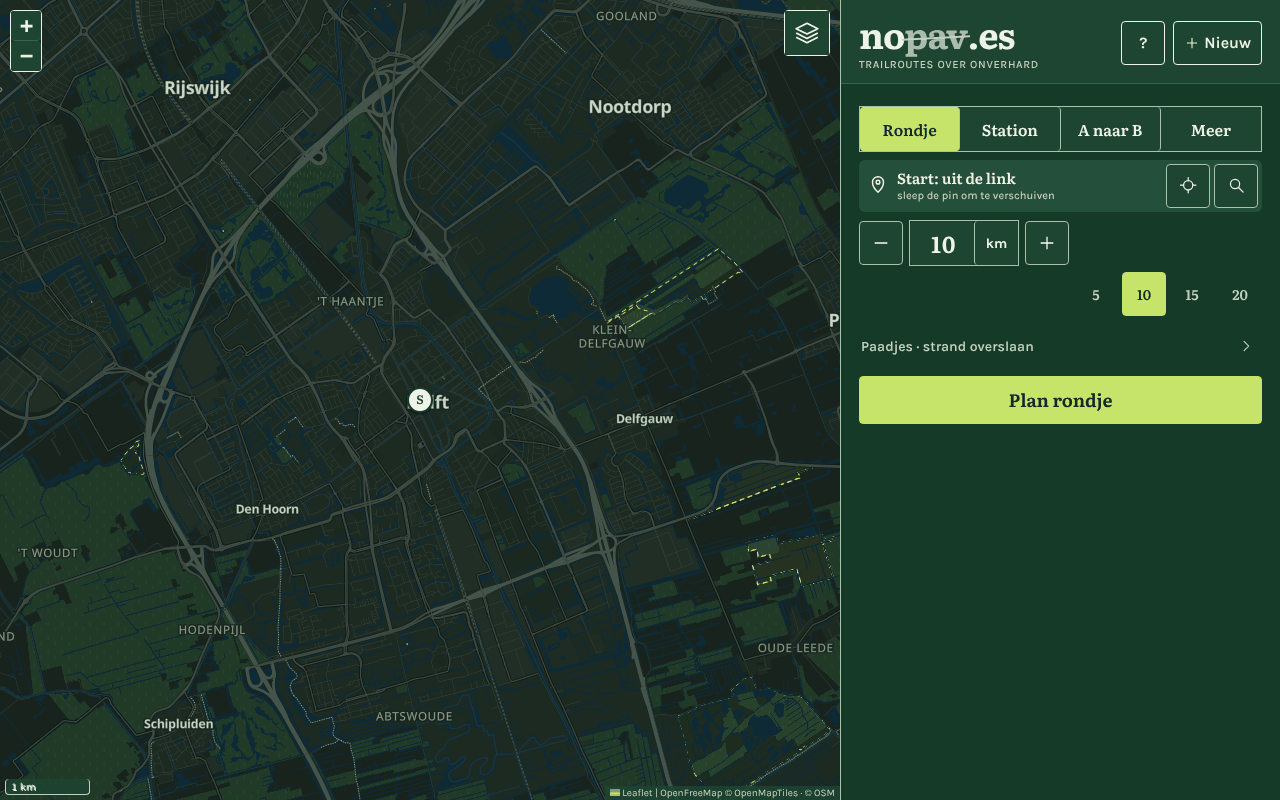 +
−
GOOLAND
Rijswijk
Nootdorp
'T HAANTJE
KLEIN-
DELFGAUW
S
ft
Delfgauw
Den Hoorn
'T WOUDT
HODENPIJL
OUDE LEEDE
ABTSWOUDE
Schipluiden
ND
P
1 km
Leaflet | OpenFreeMap © OpenMapTiles · © OSM
nopav.es
TRAILROUTES OVER ONVERHARD
?
+ Nieuw
Rondje Station A naar B Meer
Start: uit de link
sleep de pin om te verschuiven
− 10 km +
5 10 15 20
Paadjes · strand overslaan
Plan rondje